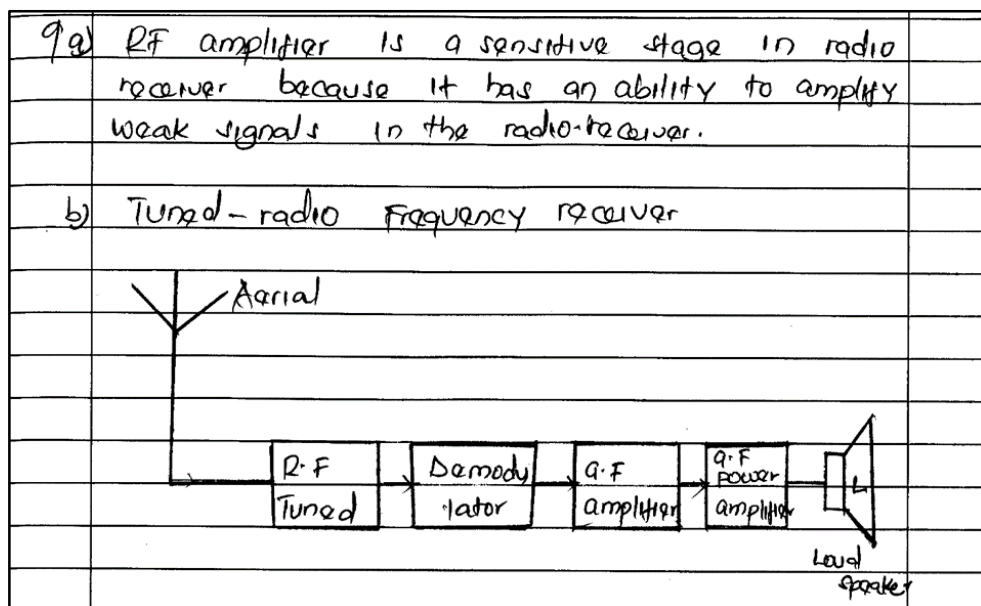 9 a) RF amplifier is a sensitive stage in radio
receiver because it has an ability to amplify
weak signals in the radio-receiver.
b) Tuned-radio Frequency receiver
Aerial
R.F
Tuned
Demodu
lator
a.F
amplifier
a.F
power
amplifier
L
Loud
speaker